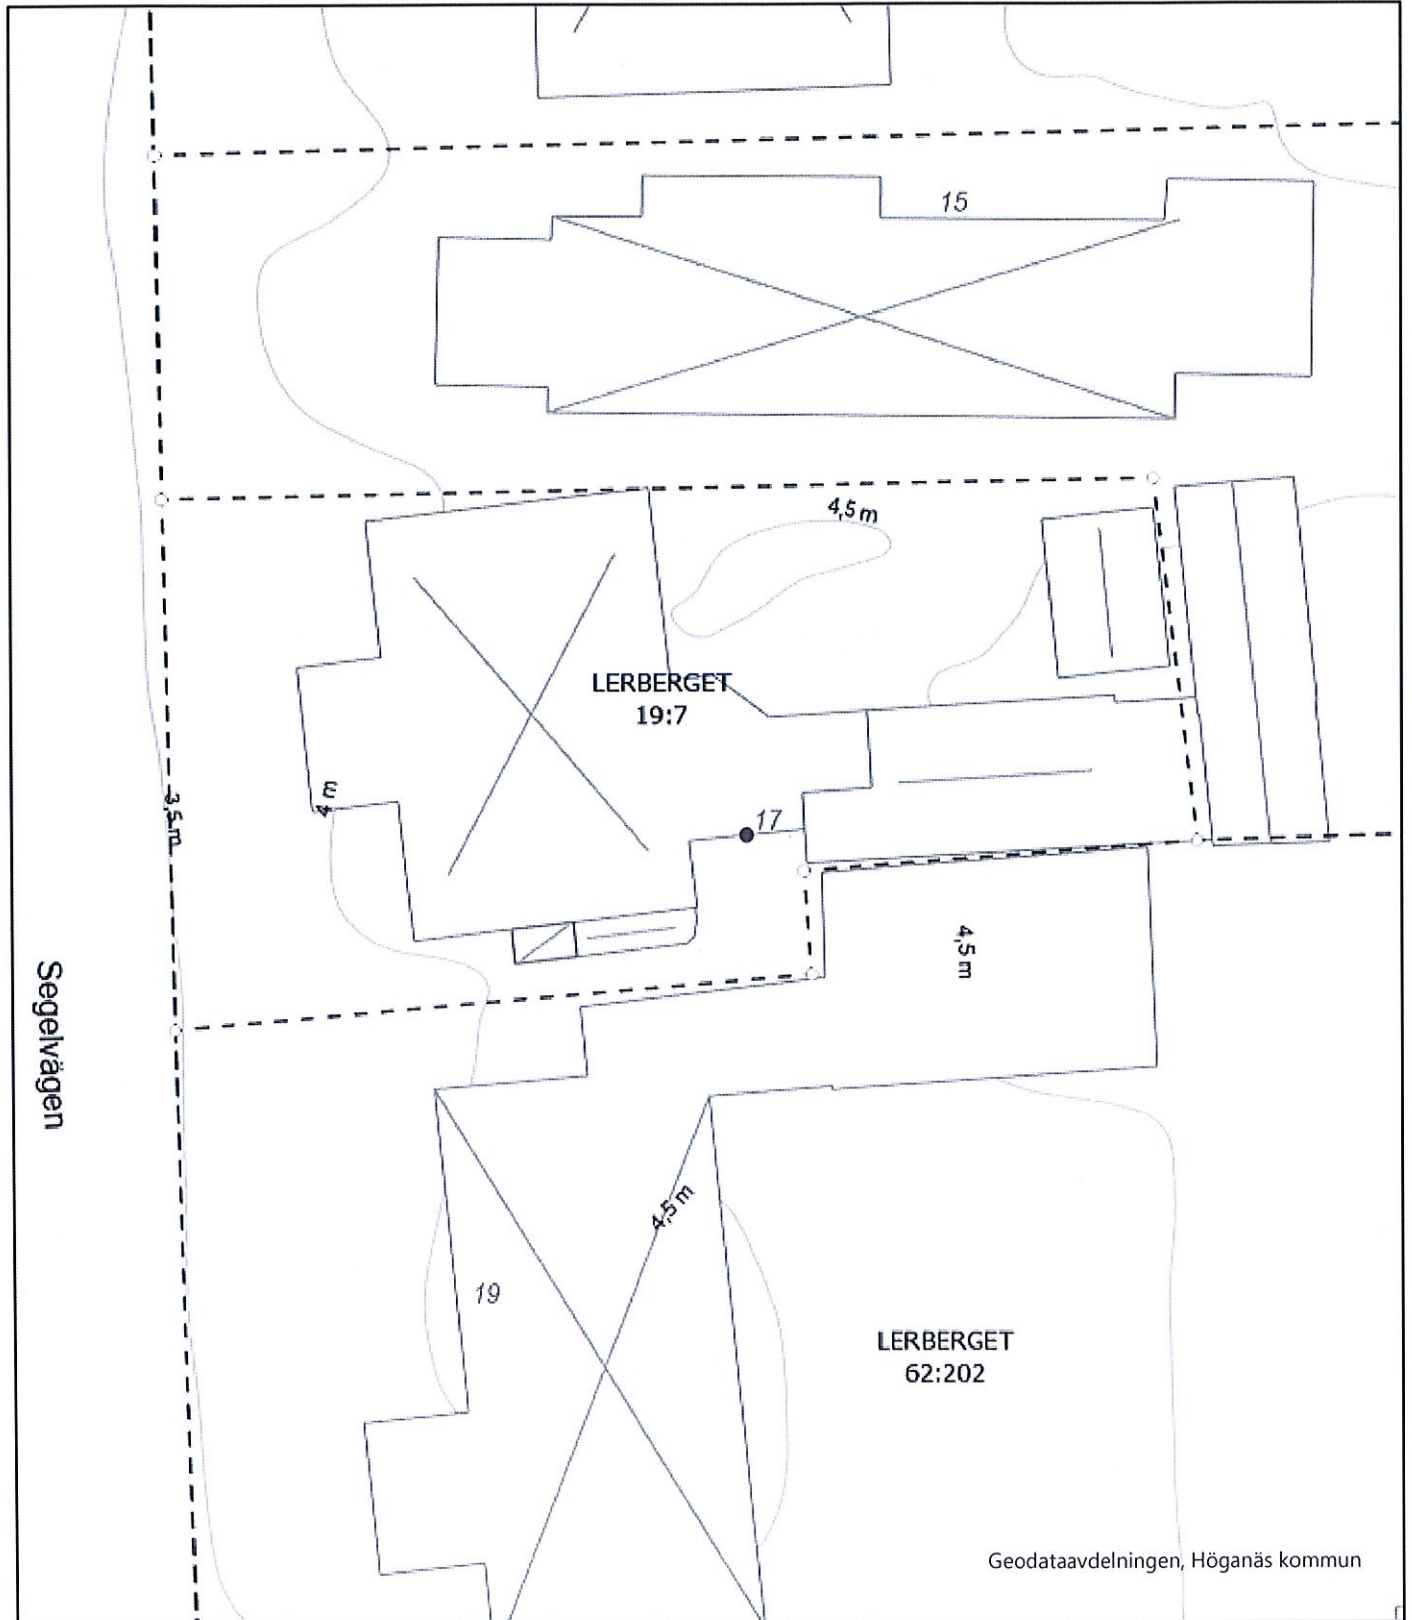 15
4,5 m
LERBERGET
19:7
4 m
3,5 m
17
4,5 m
Segelvägen
4,5 m
19
LERBERGET
62:202
Geodataavdelningen, Höganäs kommun